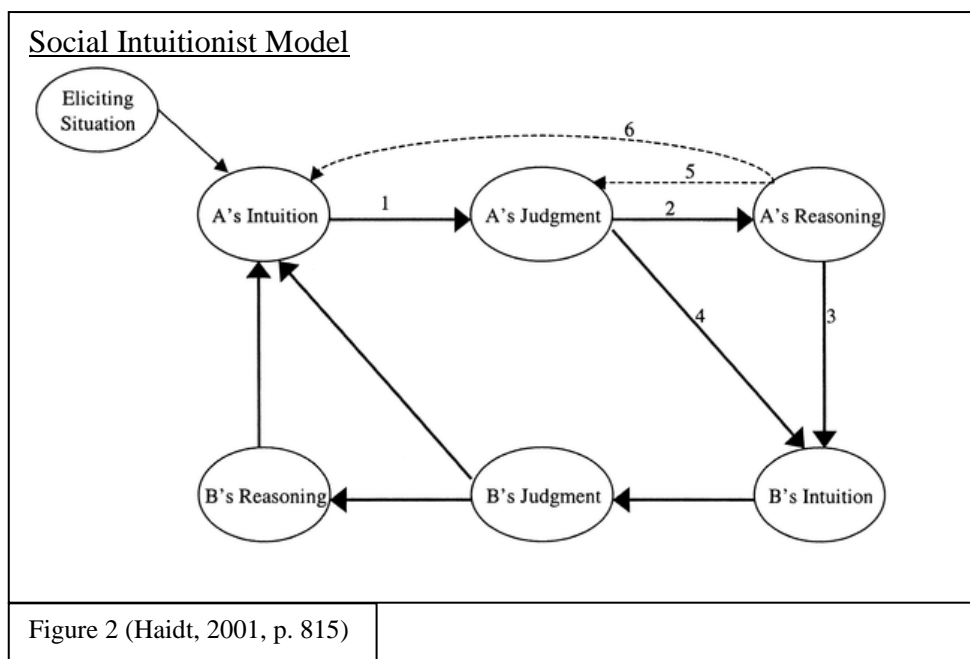 Social Intuitionist Model
Eliciting
Situation
6
5
A's Intuition
1
A's Judgment
2
A's Reasoning
4
3
B's Reasoning
B's Judgment
B's Intuition
Figure 2 (Haidt, 2001, p. 815)